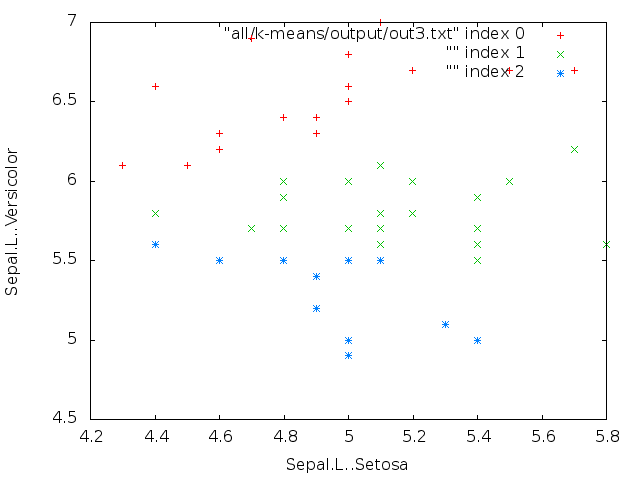 7
"all/k-means/output/out3.txt" index 0
"" index 1
"" index 2
6.5
6
5.5
5
4.5
4.2 4.4 4.6 4.8 5 5.2 5.4 5.6 5.8
Sepal.L..Versicolor
Sepal.L..Setosa